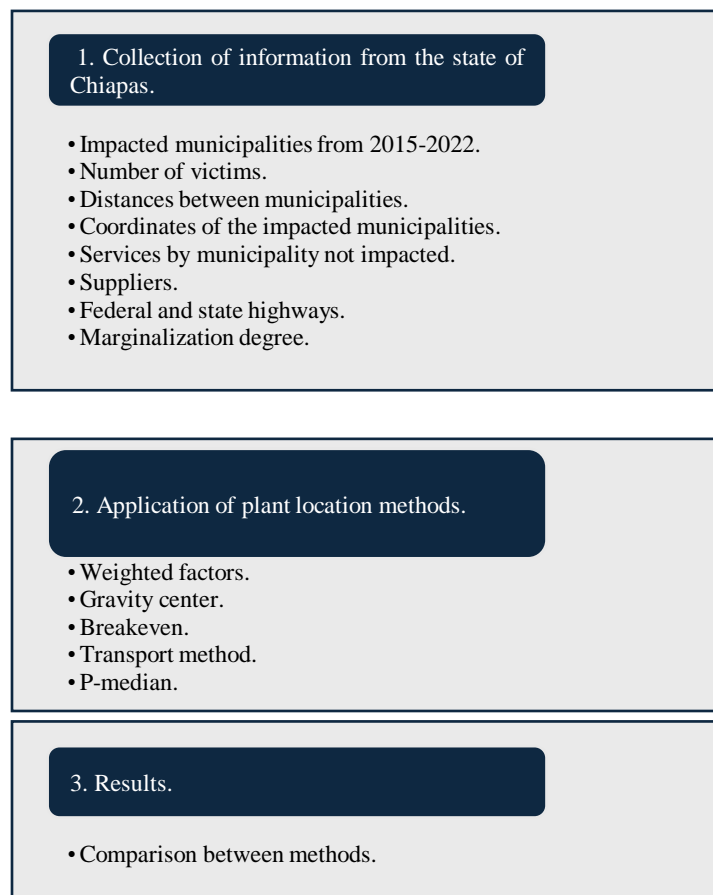 1. Collection of information from the state of
Chiapas.
• Impacted municipalities from 2015-2022.
• Number of victims.
• Distances between municipalities.
• Coordinates of the impacted municipalities.
• Services by municipality not impacted.
• Suppliers.
• Federal and state highways.
• Marginalization degree.
2. Application of plant location methods.
• Weighted factors.
• Gravity center.
• Breakeven.
• Transport method.
• P-median.
3. Results.
• Comparison between methods.